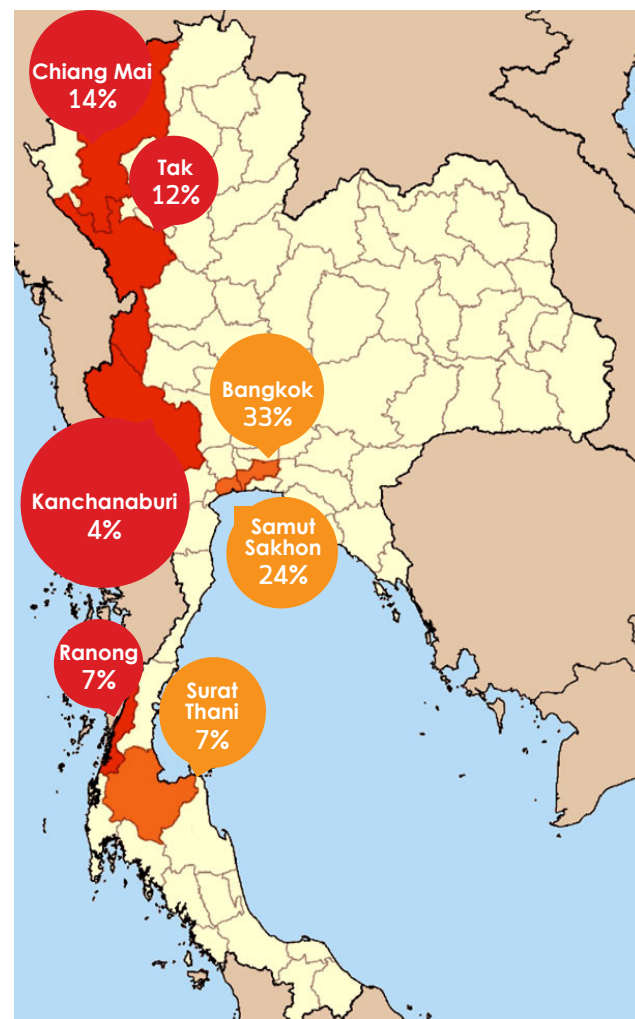 Chiang Mai
14%
Tak
12%
Bangkok
33%
Kanchanaburi
4%
Samut
Sakhon
24%
Ranong
7%
Surat
Thani
7%